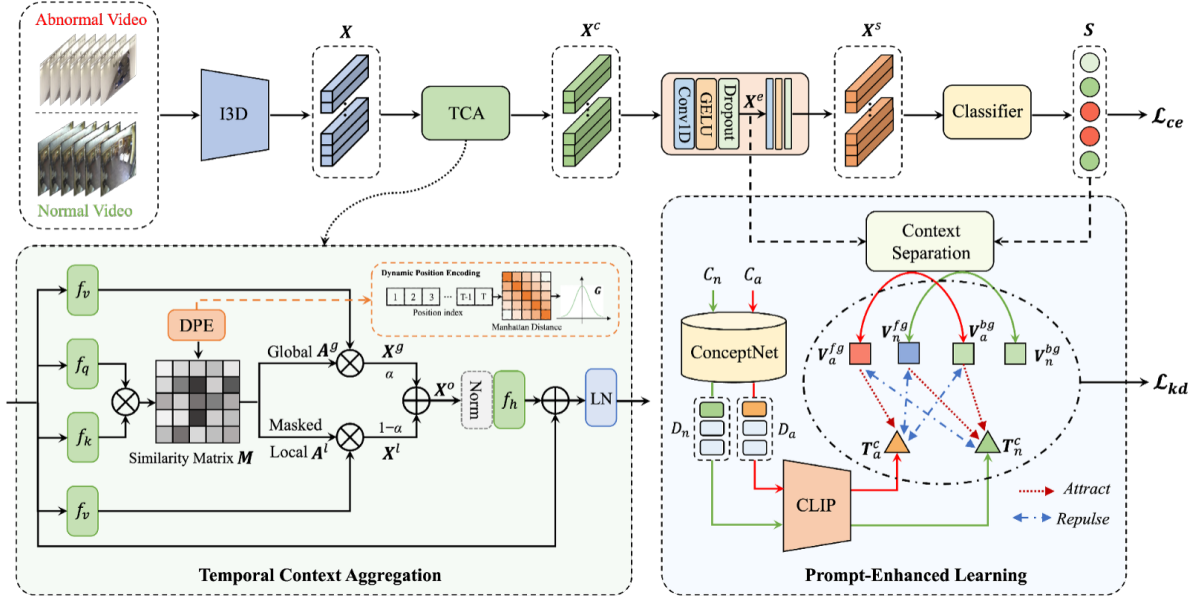 Abnormal Video
Normal Video
I3D
X
TCA
X^c
Conv1D
GELU
Dropout
X^e
X^s
Classifier
S
ℒ_ce
f_v
f_q
f_k
f_v
DPE
Dynamic Position Encoding
1 2 3 ... T-1 T
Position index
Manhattan Distance
G
Similarity Matrix M
Global A^g
Masked
Local A^l
X^g
α
1-α
X^l
X^o
Norm
f_h
LN
Temporal Context Aggregation
Context
Separation
C_n
C_a
ConceptNet
D_n
D_a
CLIP
V_a^fg
V_n^fg
V_a^bg
V_n^bg
T_a^c
T_n^c
Attract
Repulse
ℒ_kd
Prompt-Enhanced Learning